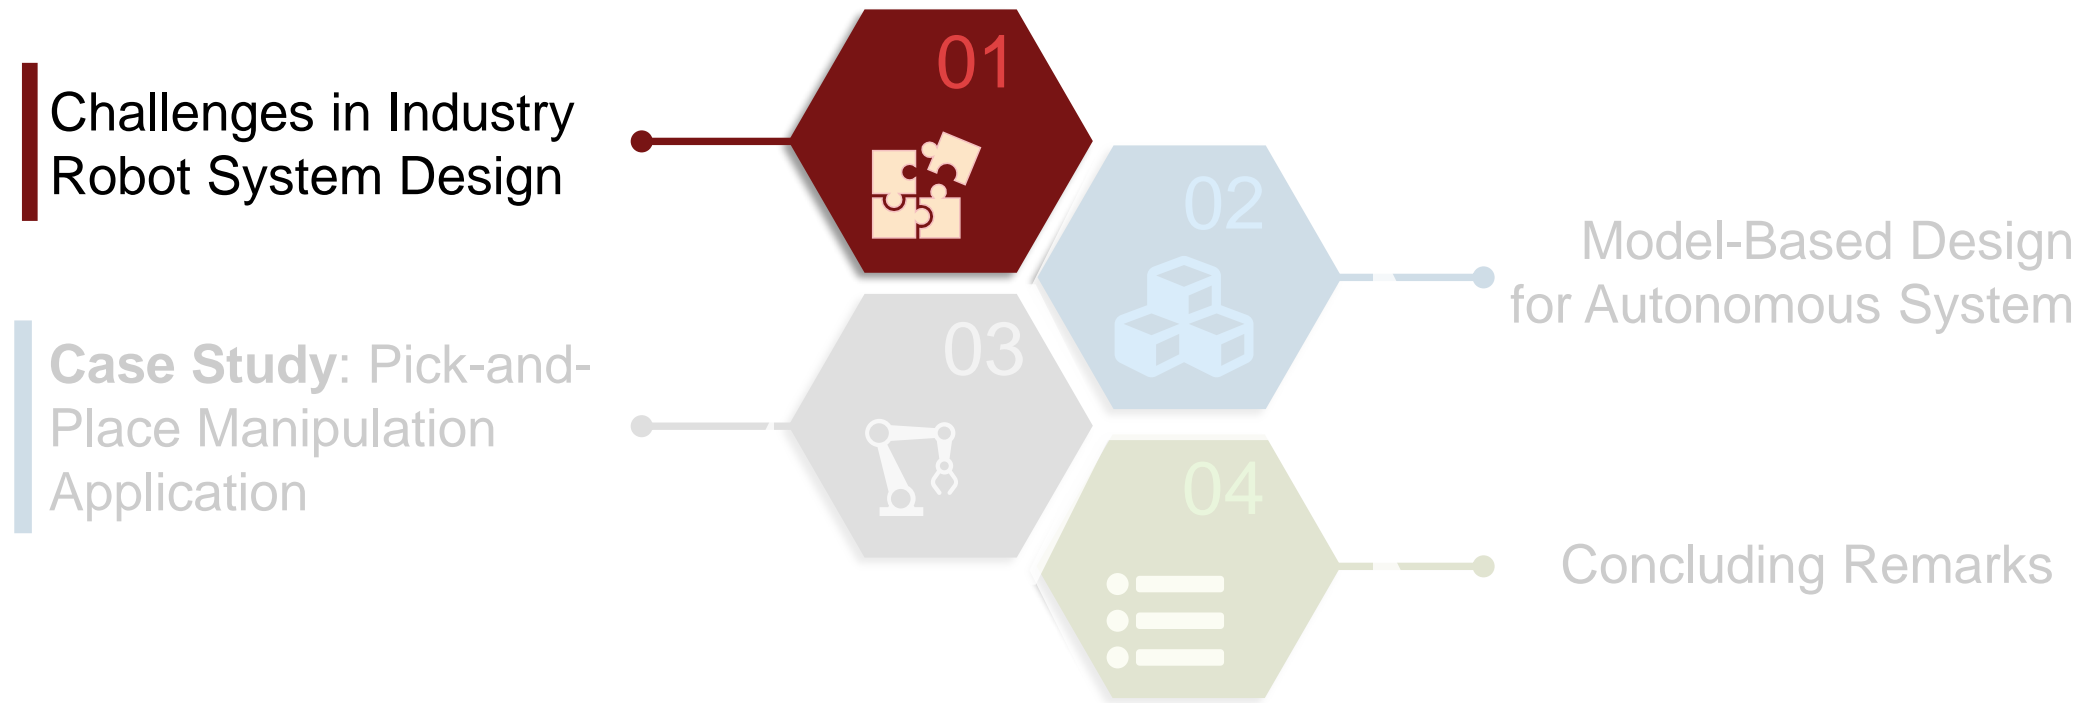 01
Challenges in Industry
Robot System Design
02
Model-Based Design
for Autonomous System
03
Case Study: Pick-and-
Place Manipulation
Application
04
Concluding Remarks